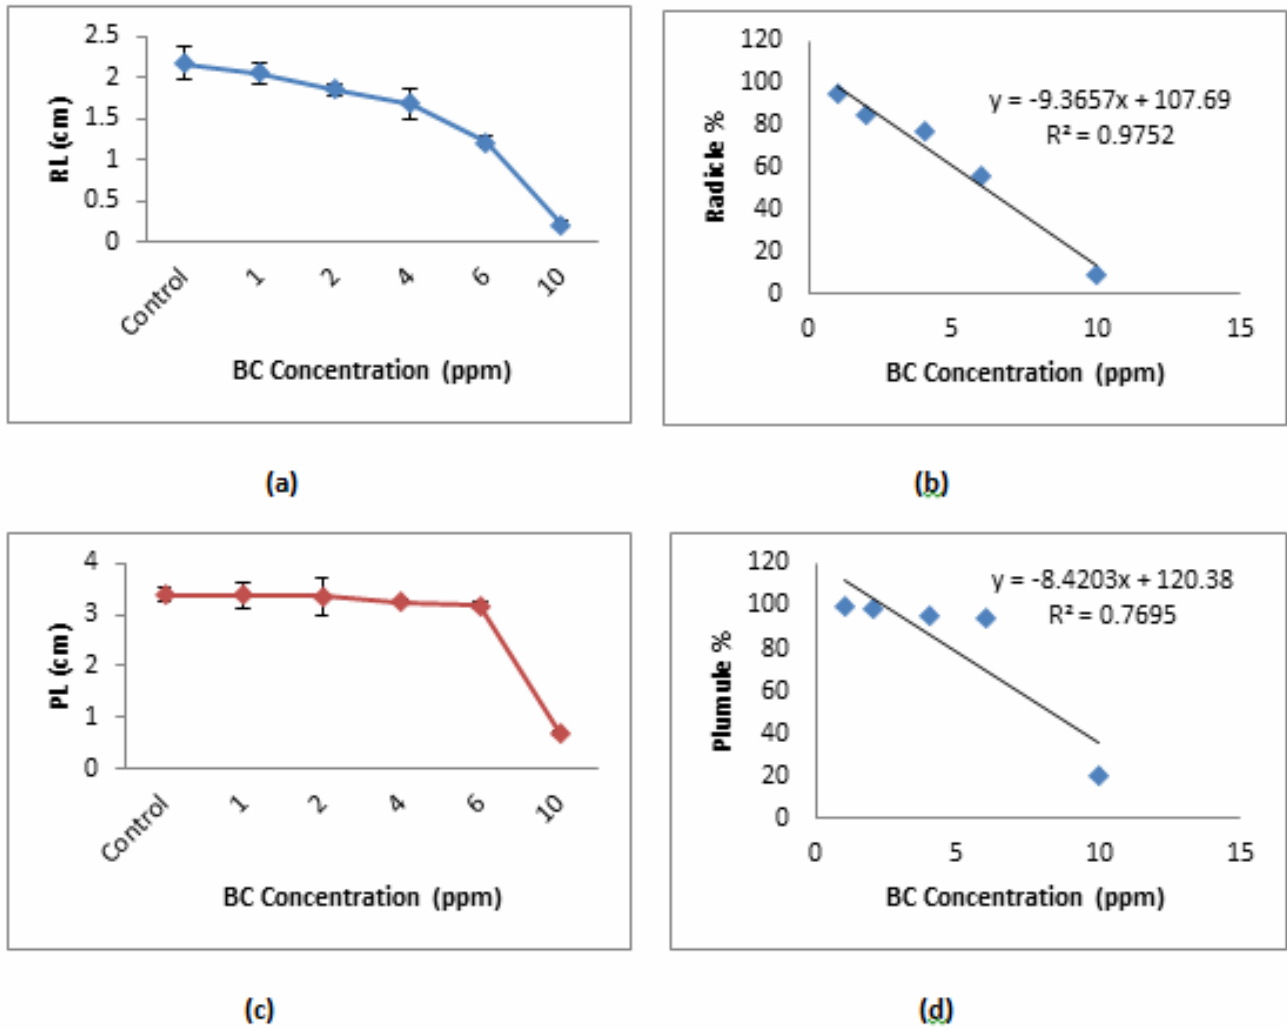 2.5
2
1.5
1
0.5
0
RL (cm)
Control
1
2
4
6
10
BC Concentration (ppm)
(a)
120
100
80
60
40
20
0
Radicle %
y = -9.3657x + 107.69
R² = 0.9752
0
5
10
15
BC Concentration (ppm)
(b)
4
3
2
1
0
PL (cm)
Control
1
2
4
6
10
BC Concentration (ppm)
(c)
120
100
80
60
40
20
0
Plumule %
y = -8.4203x + 120.38
R² = 0.7695
0
5
10
15
BC Concentration (ppm)
(d)